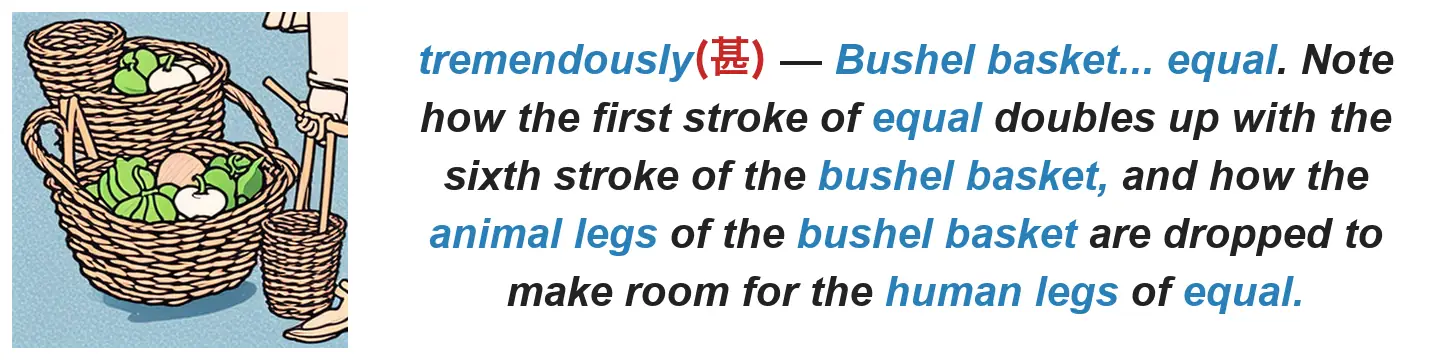 tremendously(甚) — Bushel basket... equal. Note
how the first stroke of equal doubles up with the
sixth stroke of the bushel basket, and how the
animal legs of the bushel basket are dropped to
make room for the human legs of equal.